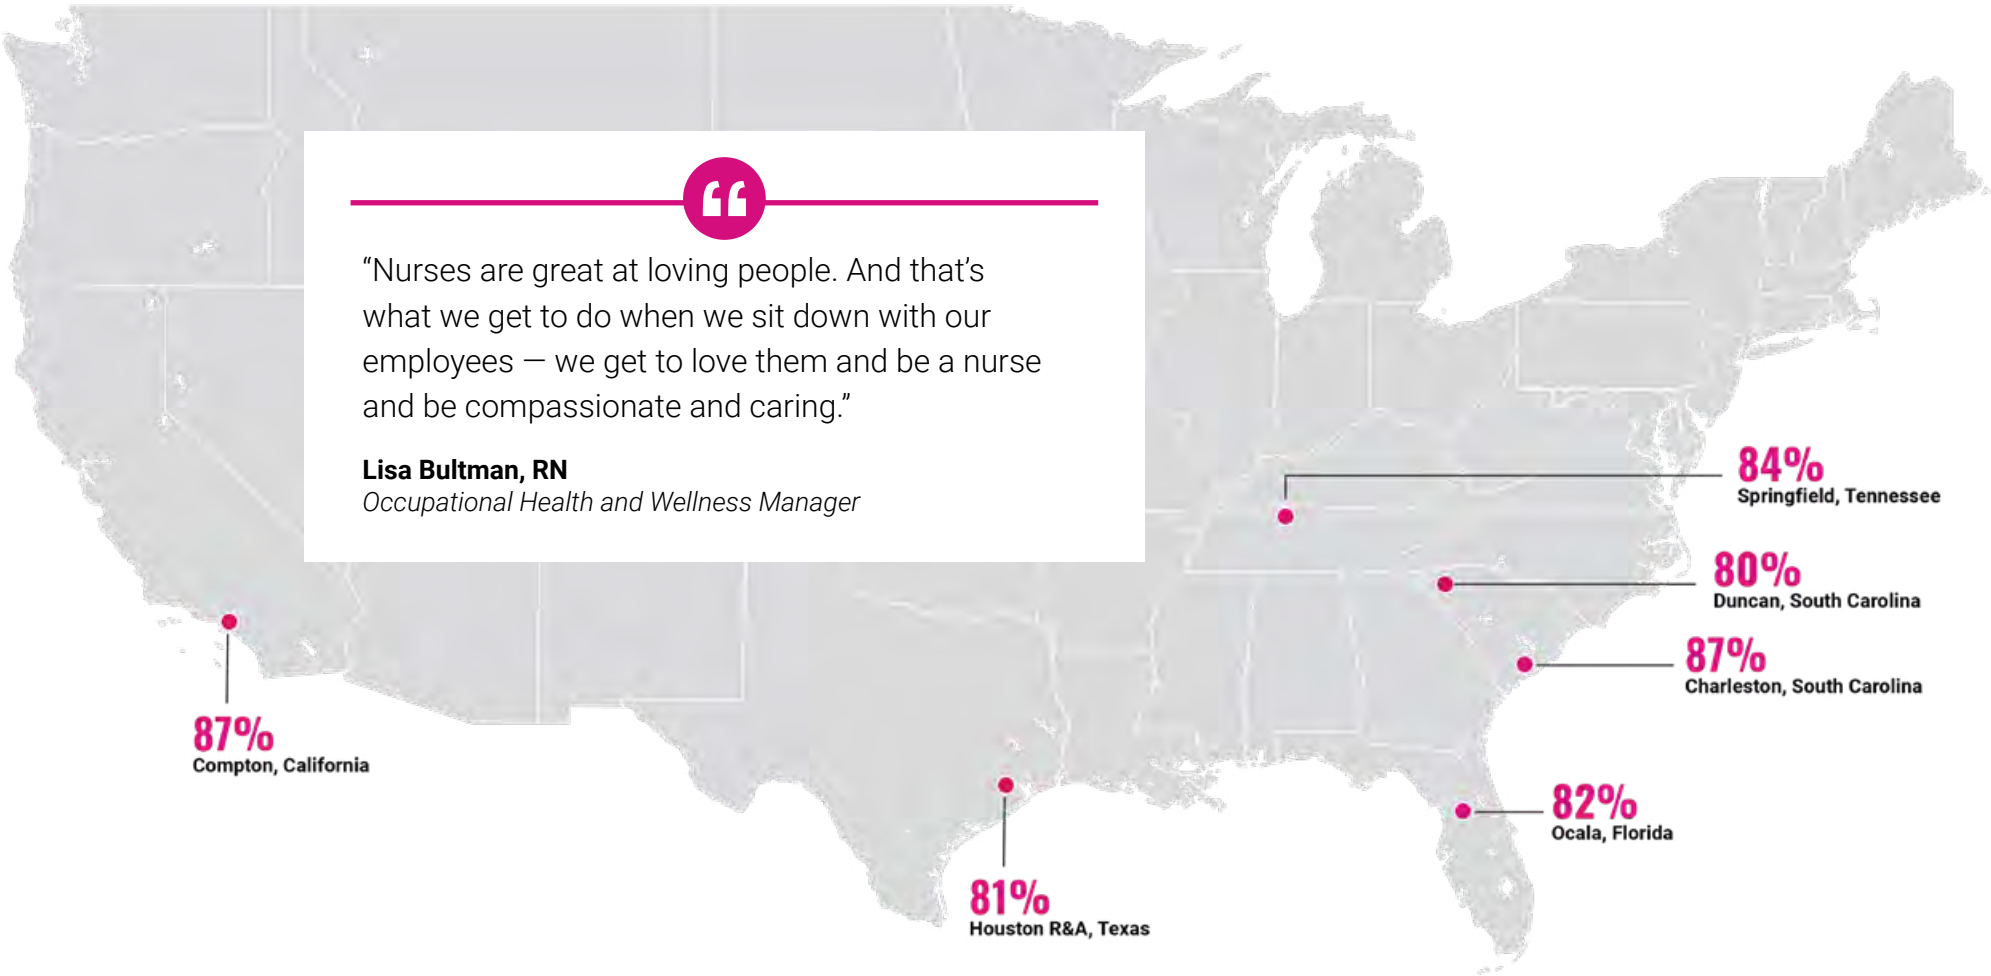 “Nurses are great at loving people. And that’s
what we get to do when we sit down with our
employees — we get to love them and be a nurse
and be compassionate and caring.”
Lisa Bultman, RN
Occupational Health and Wellness Manager
84%
Springfield, Tennessee
80%
Duncan, South Carolina
87%
Charleston, South Carolina
87%
Compton, California
82%
Ocala, Florida
81%
Houston R&A, Texas